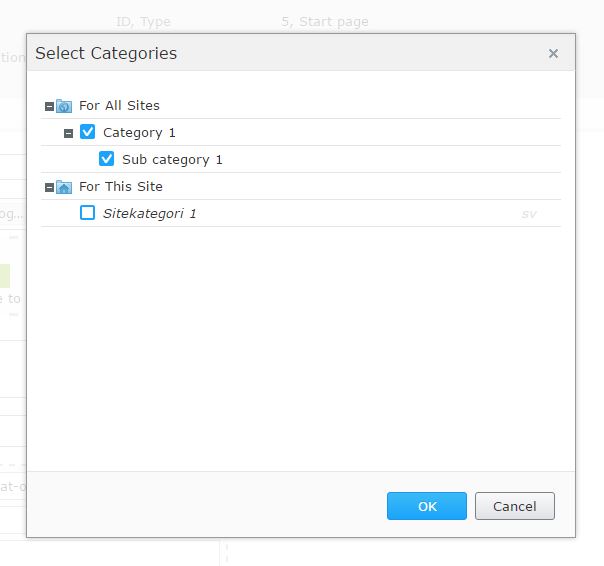 ID, Type 5, Start page
Select Categories ×
tion
For All Sites
Category 1
Sub category 1
For This Site
og...
Sitekategori 1 sv
e to
at-o
OK Cancel